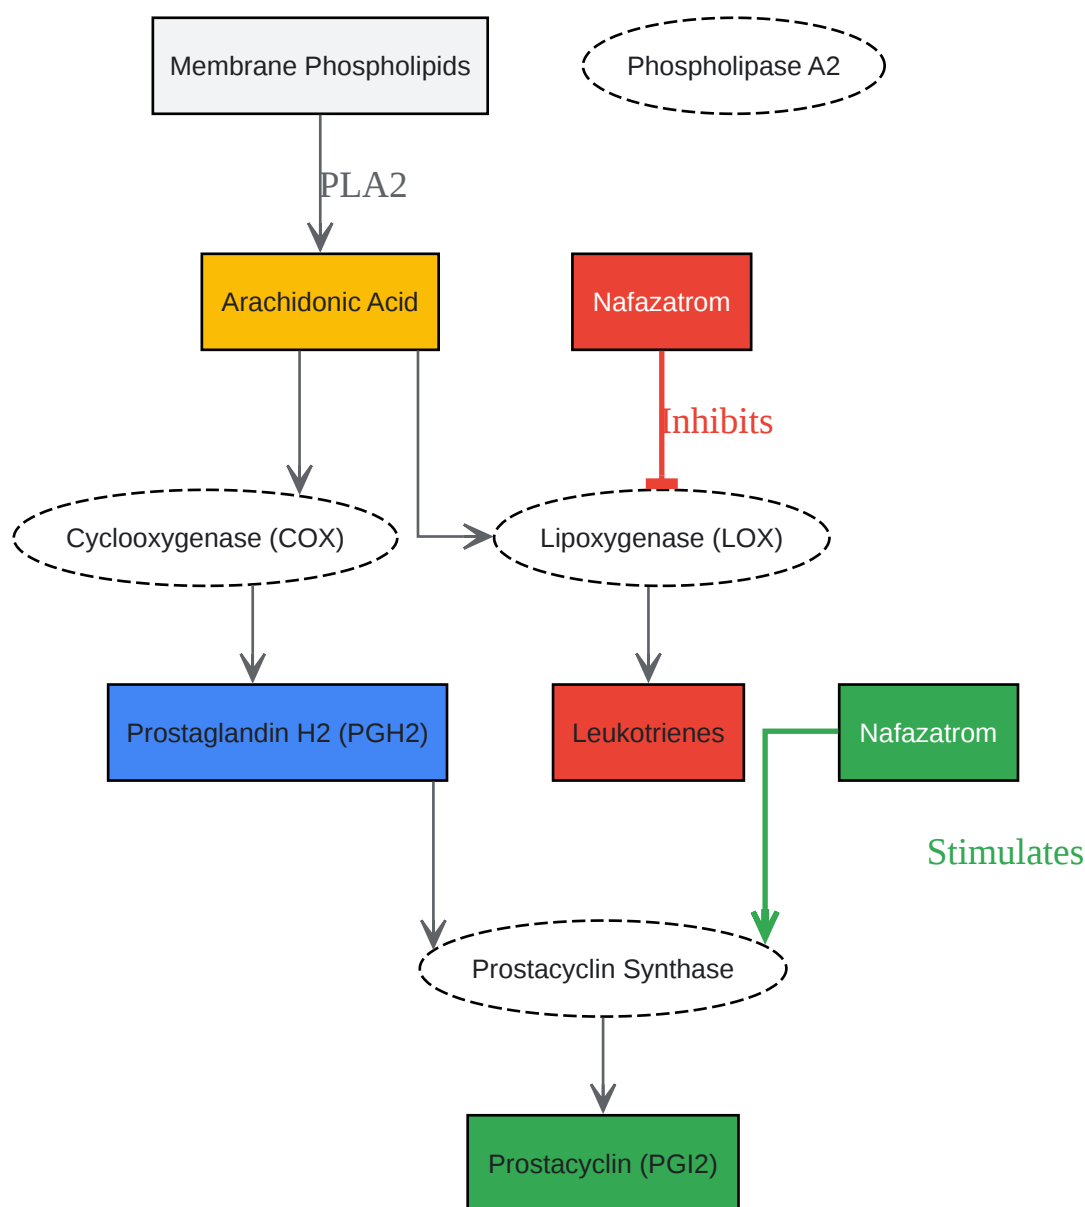 Membrane Phospholipids
Phospholipase A2
PLA2
Arachidonic Acid
Nafazatrom
Inhibits
Cyclooxygenase (COX)
Lipoxygenase (LOX)
Prostaglandin H2 (PGH2)
Leukotrienes
Nafazatrom
Stimulates
Prostacyclin Synthase
Prostacyclin (PGI2)